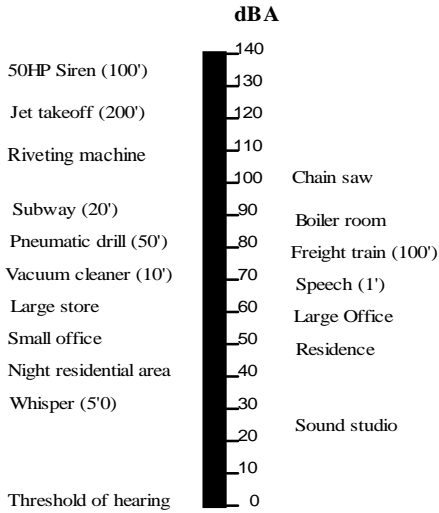 dBA
140
50HP Siren (100')
130
Jet takeoff (200')
120
110
Riveting machine
100
Chain saw
Subway (20')
90
Boiler room
Pneumatic drill (50')
80
Freight train (100')
Vacuum cleaner (10')
70
Speech (1')
Large store
60
Large Office
Small office
50
Residence
Night residential area
40
Whisper (5'0)
30
Sound studio
20
10
Threshold of hearing
0